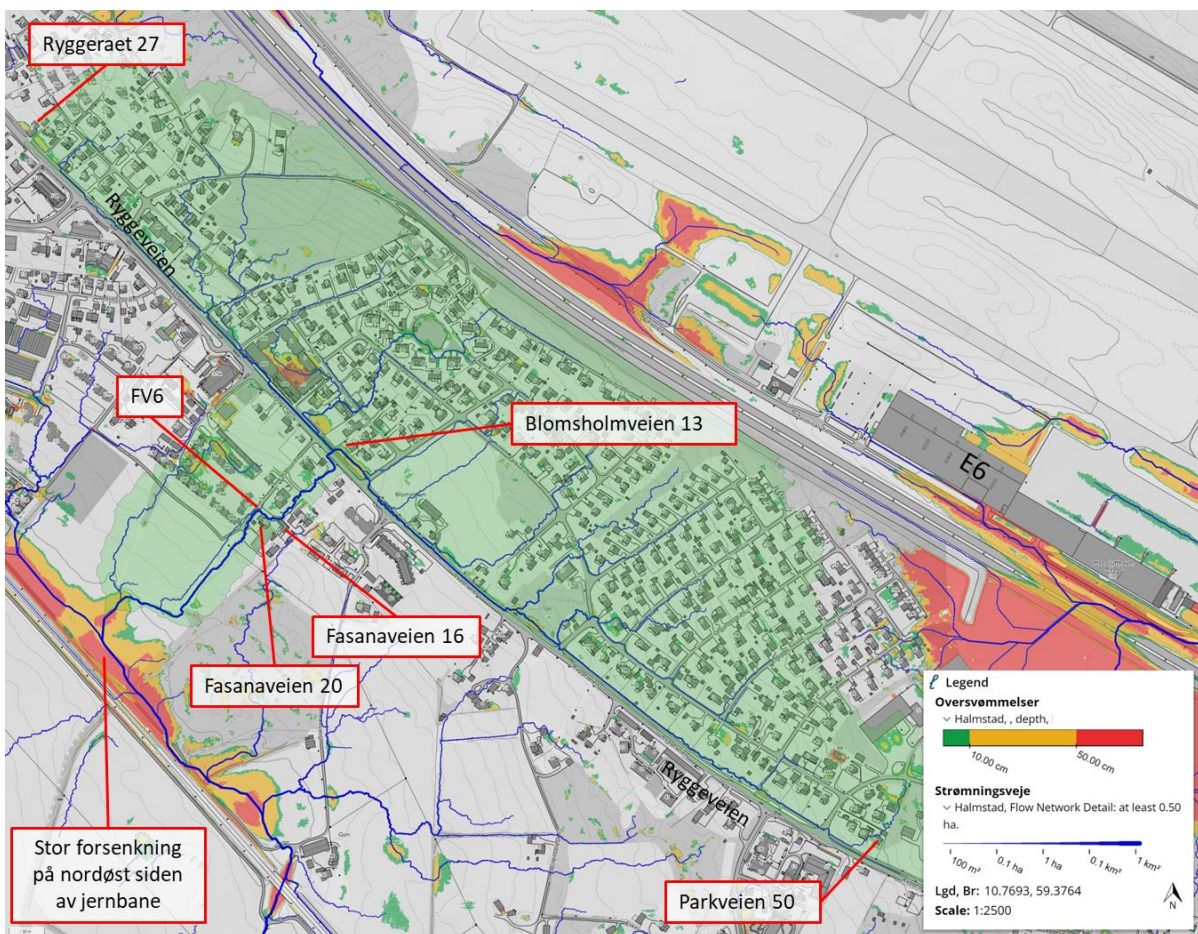 Ryggeraet 27
Ryggeveien
FV6
Blomsholmveien 13
E6
Fasanaveien 16
Fasanaveien 20
Stor forsenkning
på nordøst siden
av jernbane
Ryggeveien
Parkveien 50
Legend
Oversvømmelser
Halmstad, , depth,
10.00 cm
50.00 cm
Strømningsveje
Halmstad, Flow Network Detail: at least 0.50
ha.
100 m²
0.1 ha
1 ha
0.1 km²
1 km²
Lgd, Br: 10.7693, 59.3764
Scale: 1:2500
N